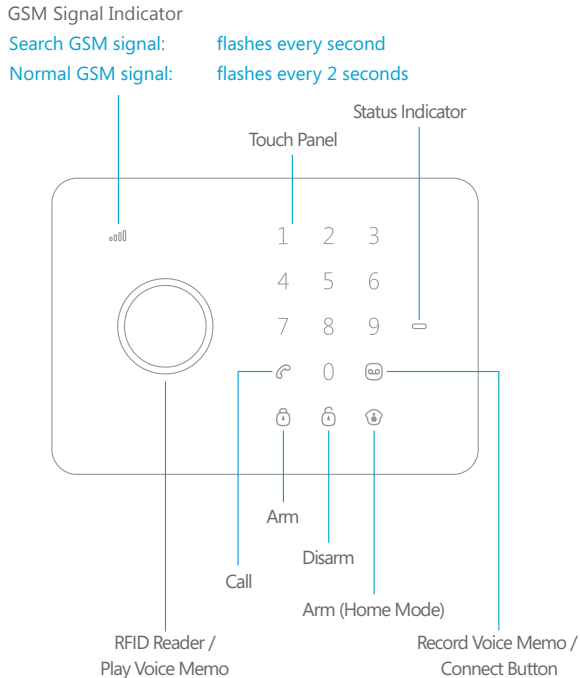 GSM Signal Indicator
Search GSM signal: flashes every second
Normal GSM signal: flashes every 2 seconds
Status Indicator
Touch Panel
1 2 3
4 5 6
7 8 9
0
Arm
Disarm
Call
Arm (Home Mode)
RFID Reader /
Play Voice Memo
Record Voice Memo /
Connect Button